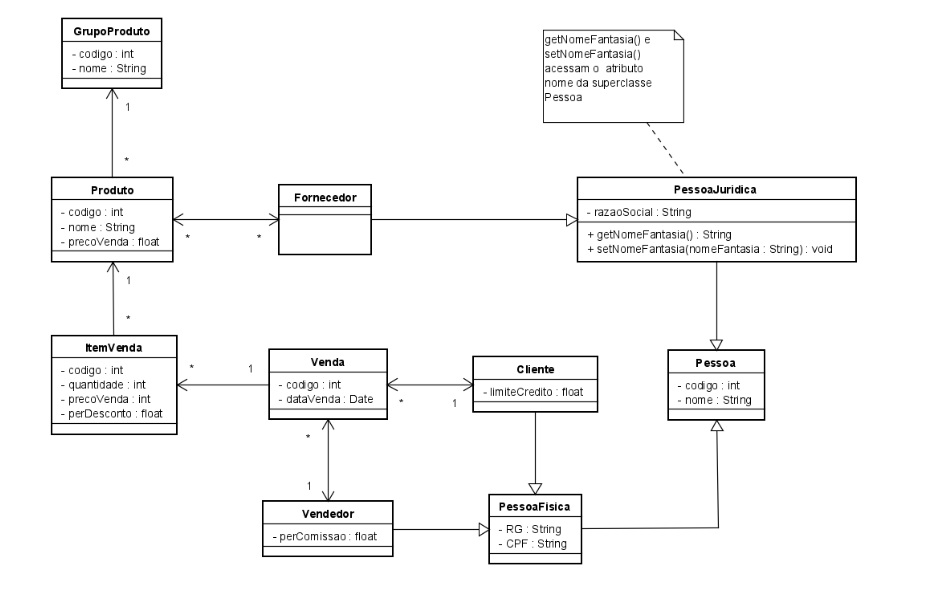 GrupoProduto
- codigo : int
- nome : String
1
*
getNomeFantasia() e
setNomeFantasia()
acessam o atributo
nome da superclasse
Pessoa
Produto
- codigo : int
- nome : String
- precoVenda : float
*
*
Fornecedor
PessoaJuridica
- razaoSocial : String
+ getNomeFantasia() : String
+ setNomeFantasia(nomeFantasia : String) : void
1
*
ItemVenda
- codigo : int
- quantidade : int
- precoVenda : int
- perDesconto : float
*
1
Venda
- codigo : int
- dataVenda : Date
*
1
Cliente
- limiteCredito : float
Pessoa
- codigo : int
- nome : String
*
1
Vendedor
- perComissao : float
PessoaFisica
- RG : String
- CPF : String